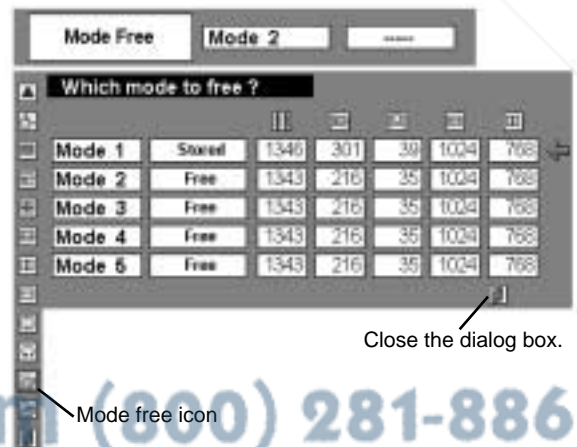 Mode Free Mode 2 -----
Which mode to free ?
Mode 1 Stored 1346 301 39 1024 768
Mode 2 Free 1343 216 35 1024 768
Mode 3 Free 1343 216 35 1024 768
Mode 4 Free 1343 216 35 1024 768
Mode 5 Free 1343 216 35 1024 768
Close the dialog box.
Mode free icon
m (800) 281-886